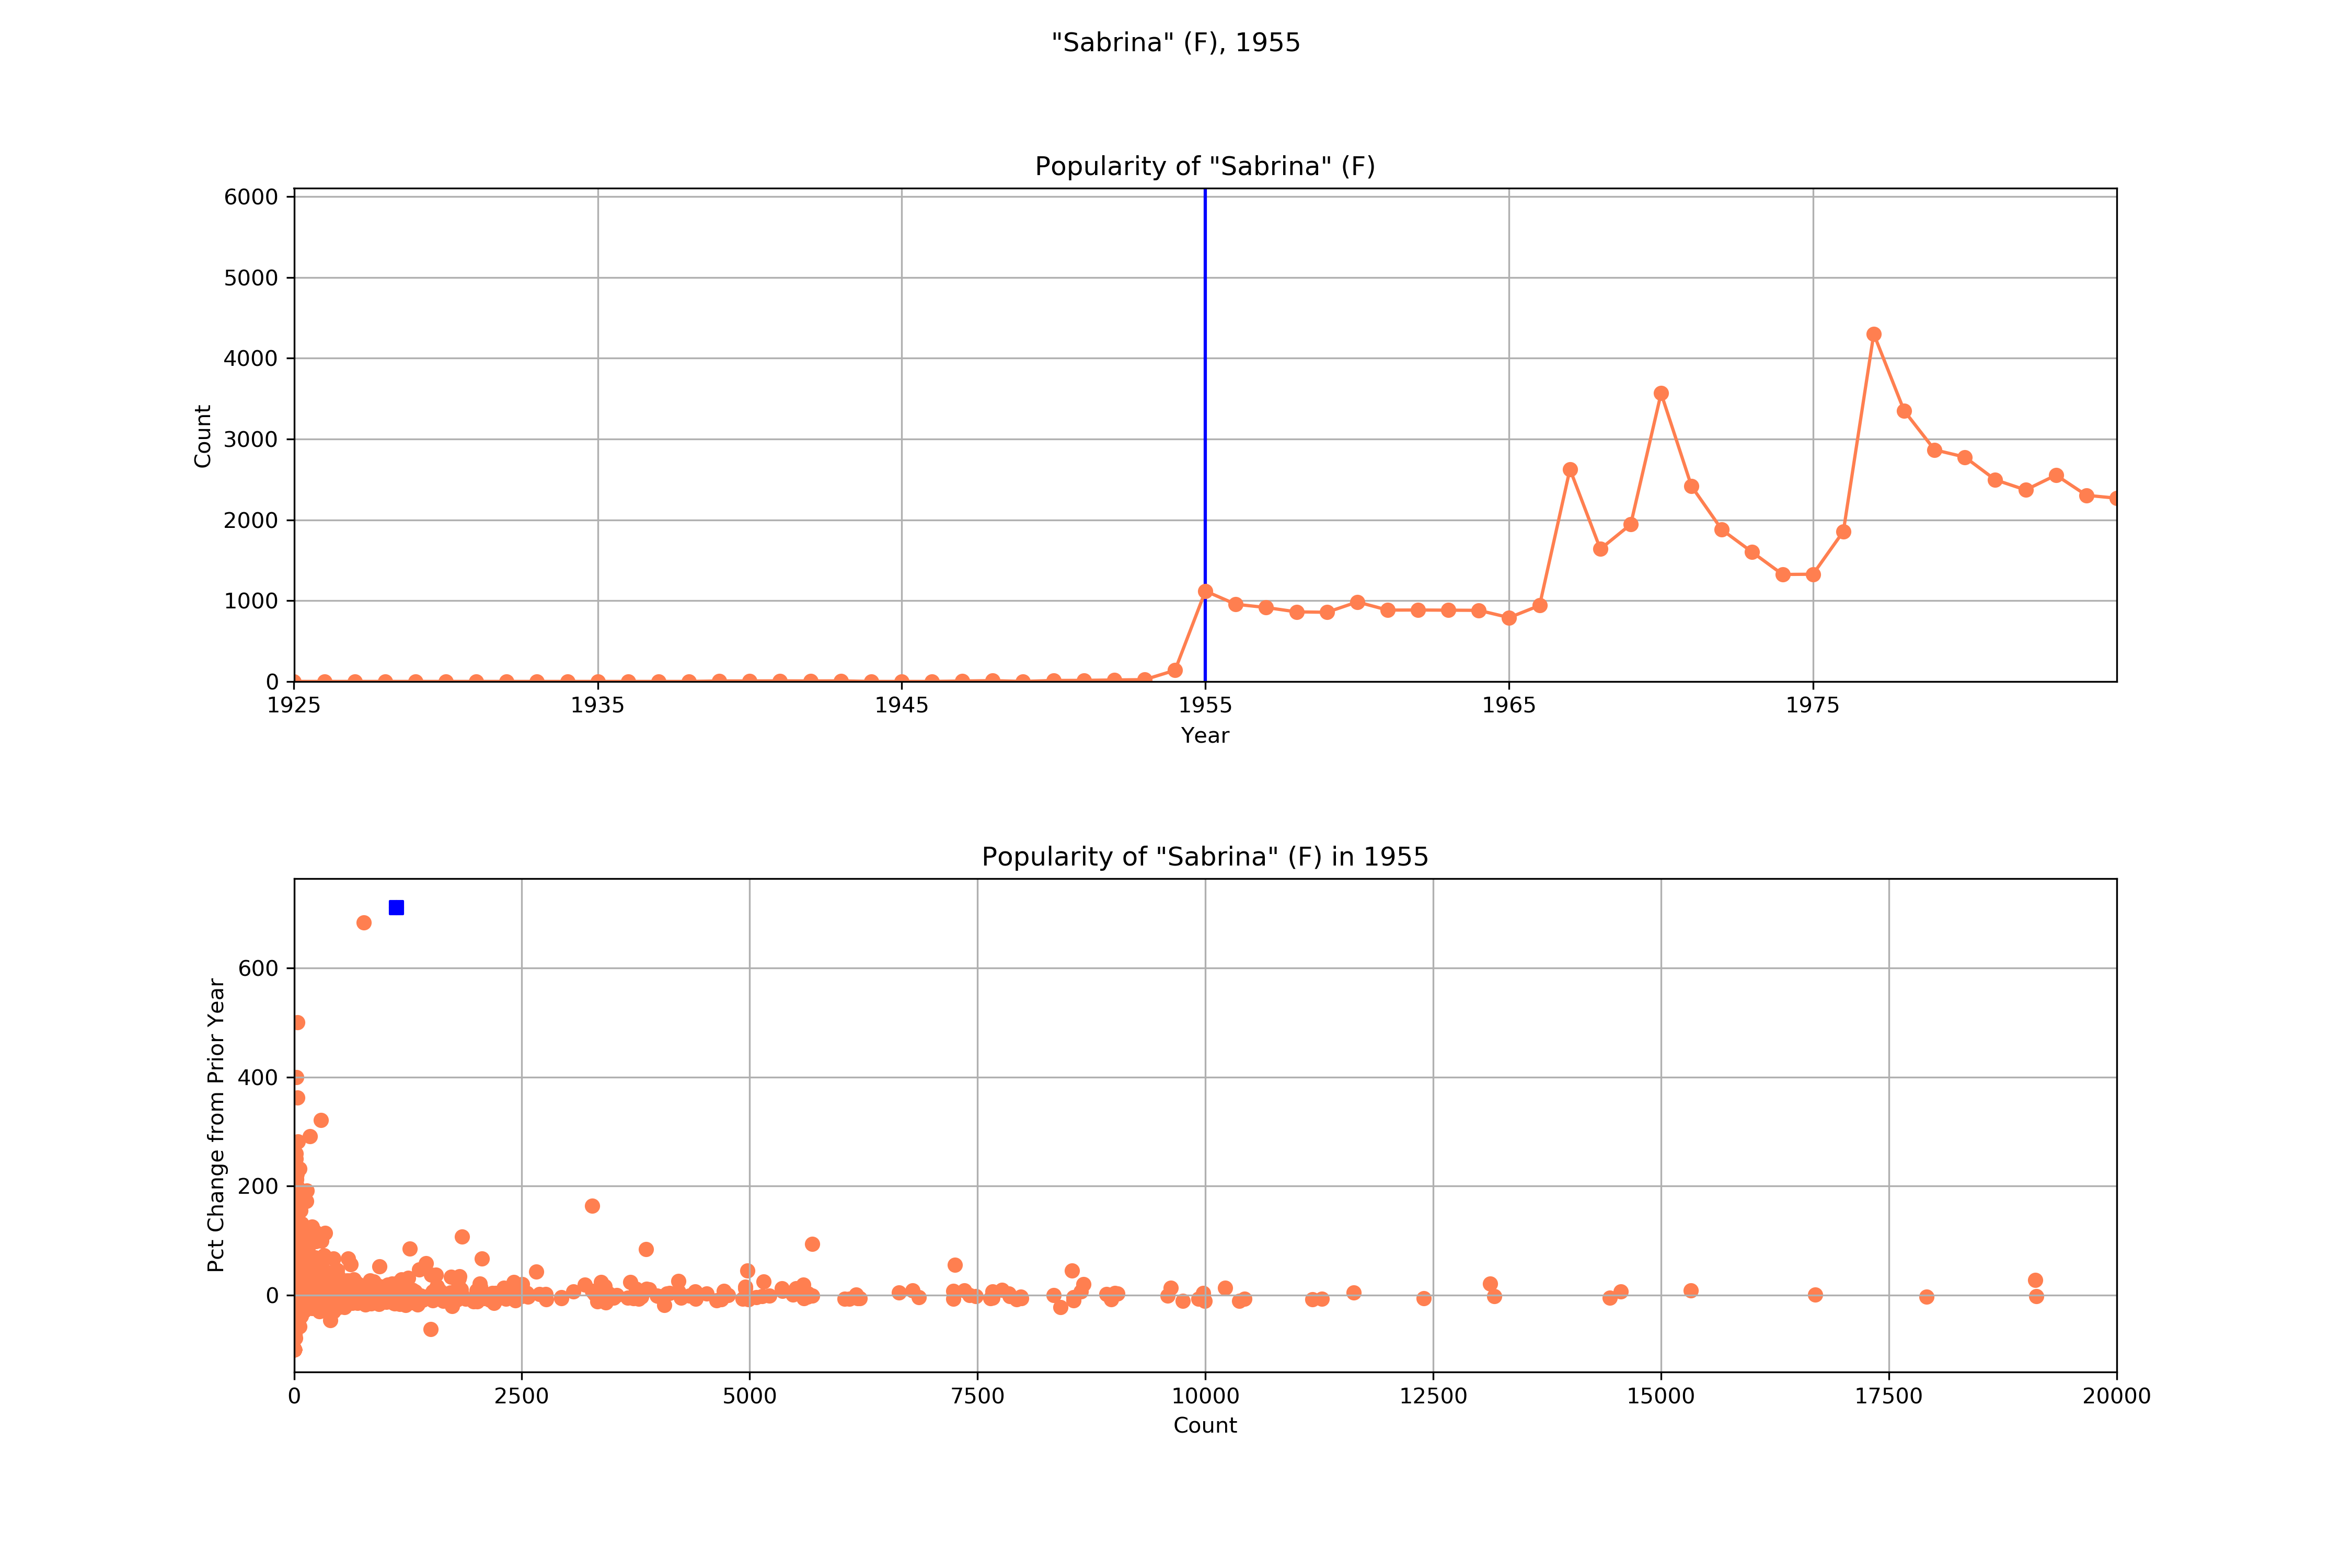 "Sabrina" (F), 1955
Popularity of "Sabrina" (F)
6000
5000
4000
3000
2000
1000
0
Count
1925 1935 1945 1955 1965 1975
Year
Popularity of "Sabrina" (F) in 1955
600
400
200
0
Pct Change from Prior Year
0 2500 5000 7500 10000 12500 15000 17500 20000
Count